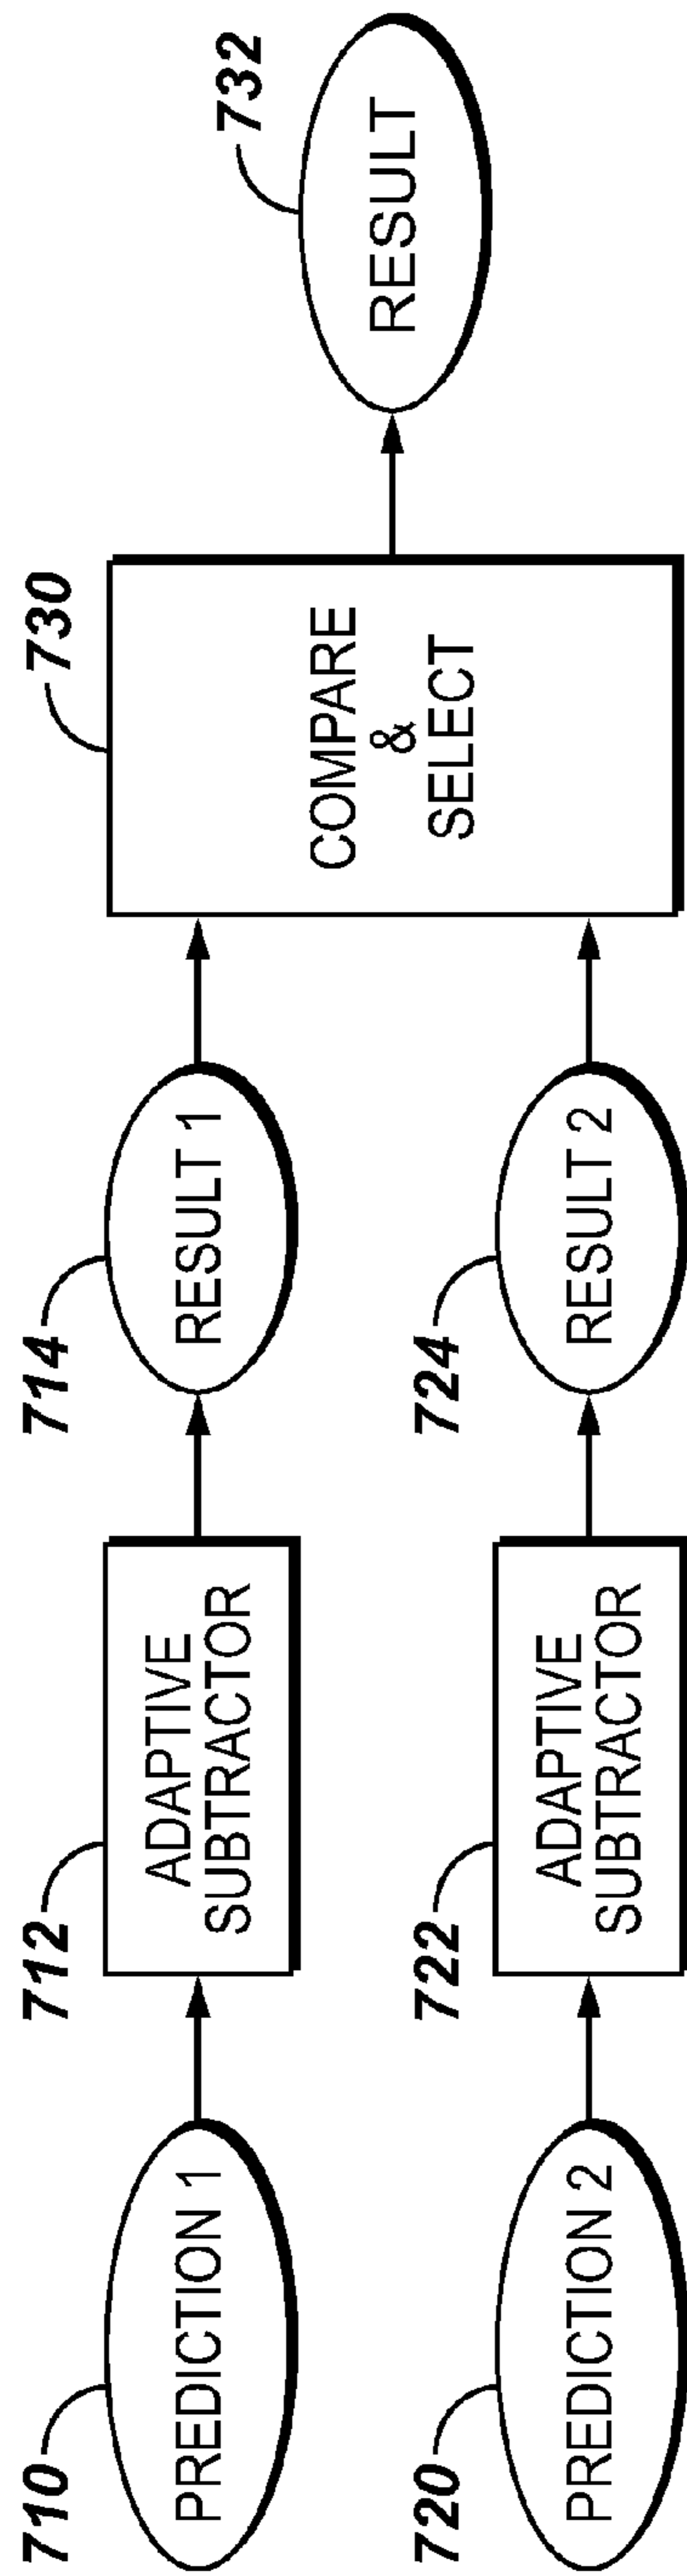 710
PREDICTION 1
712
ADAPTIVE
SUBTRACTOR
714
RESULT 1
720
PREDICTION 2
722
ADAPTIVE
SUBTRACTOR
724
RESULT 2
730
COMPARE
&
SELECT
732
RESULT